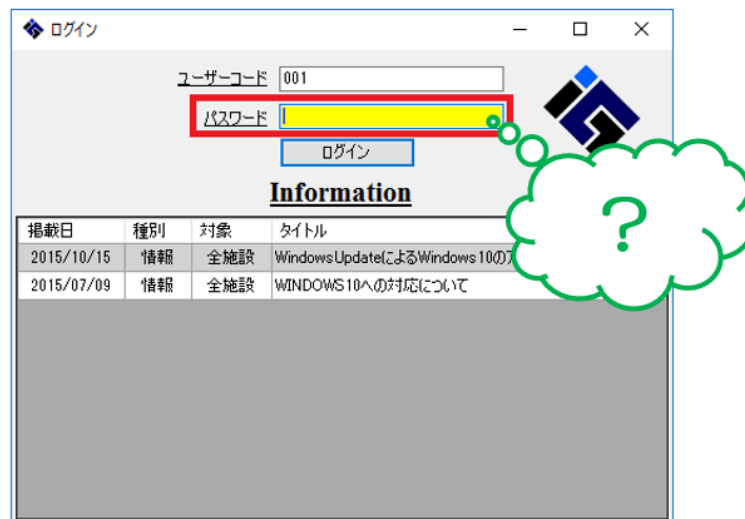 ログイン
ユーザーコード 001
パスワード
ログイン
Information
?
掲載日 種別 対象 タイトル
2015/10/15 情報 全施設 WindowsUpdateによるWindows10の
2015/07/09 情報 全施設 WINDOWS10への対応について